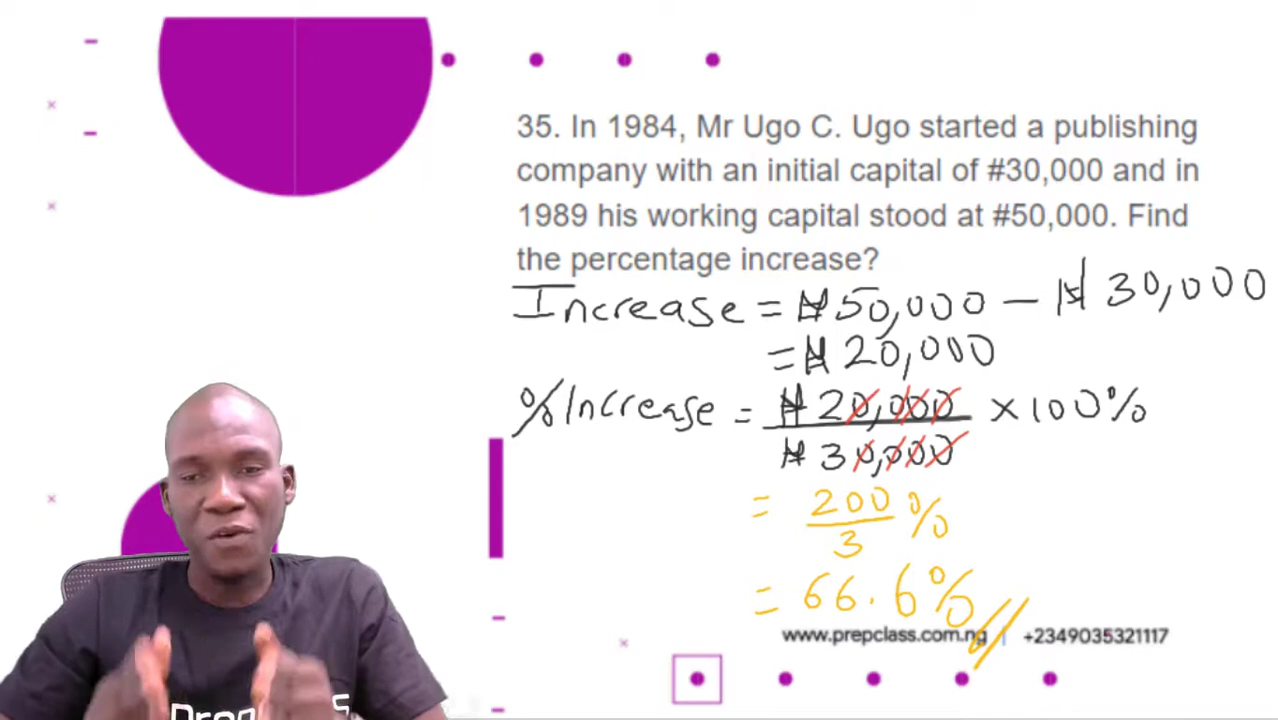 35. In 1984, Mr Ugo C. Ugo started a publishing
company with an initial capital of #30,000 and in
1989 his working capital stood at #50,000. Find
the percentage increase?
Increase = ₦50,000 − ₦30,000
= ₦20,000
% Increase = ₦20,000 × 100%
₦30,000
= 200 %
3
= 66.6%
www.prepclass.com.ng | +2349035321117